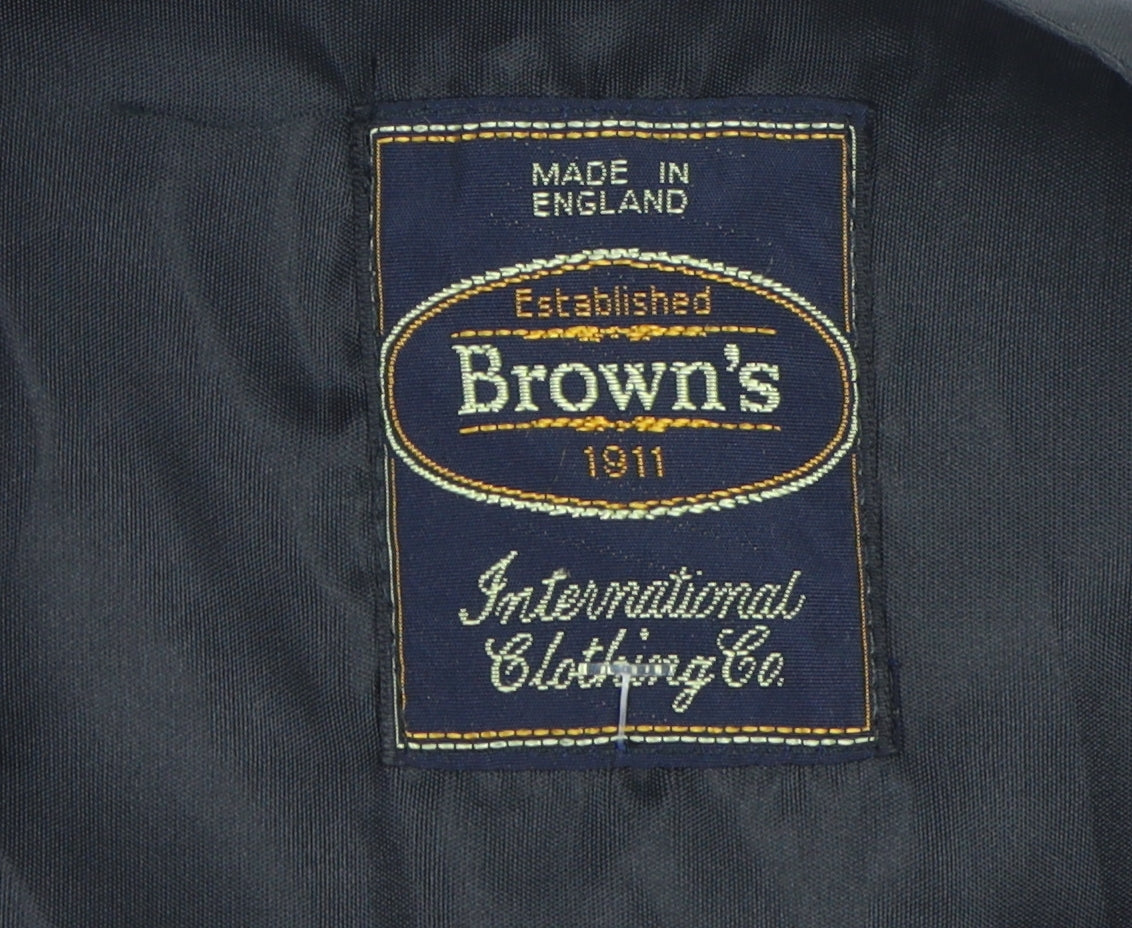 MADE IN
ENGLAND
Established
Brown's
1911
International
Clothing Co.